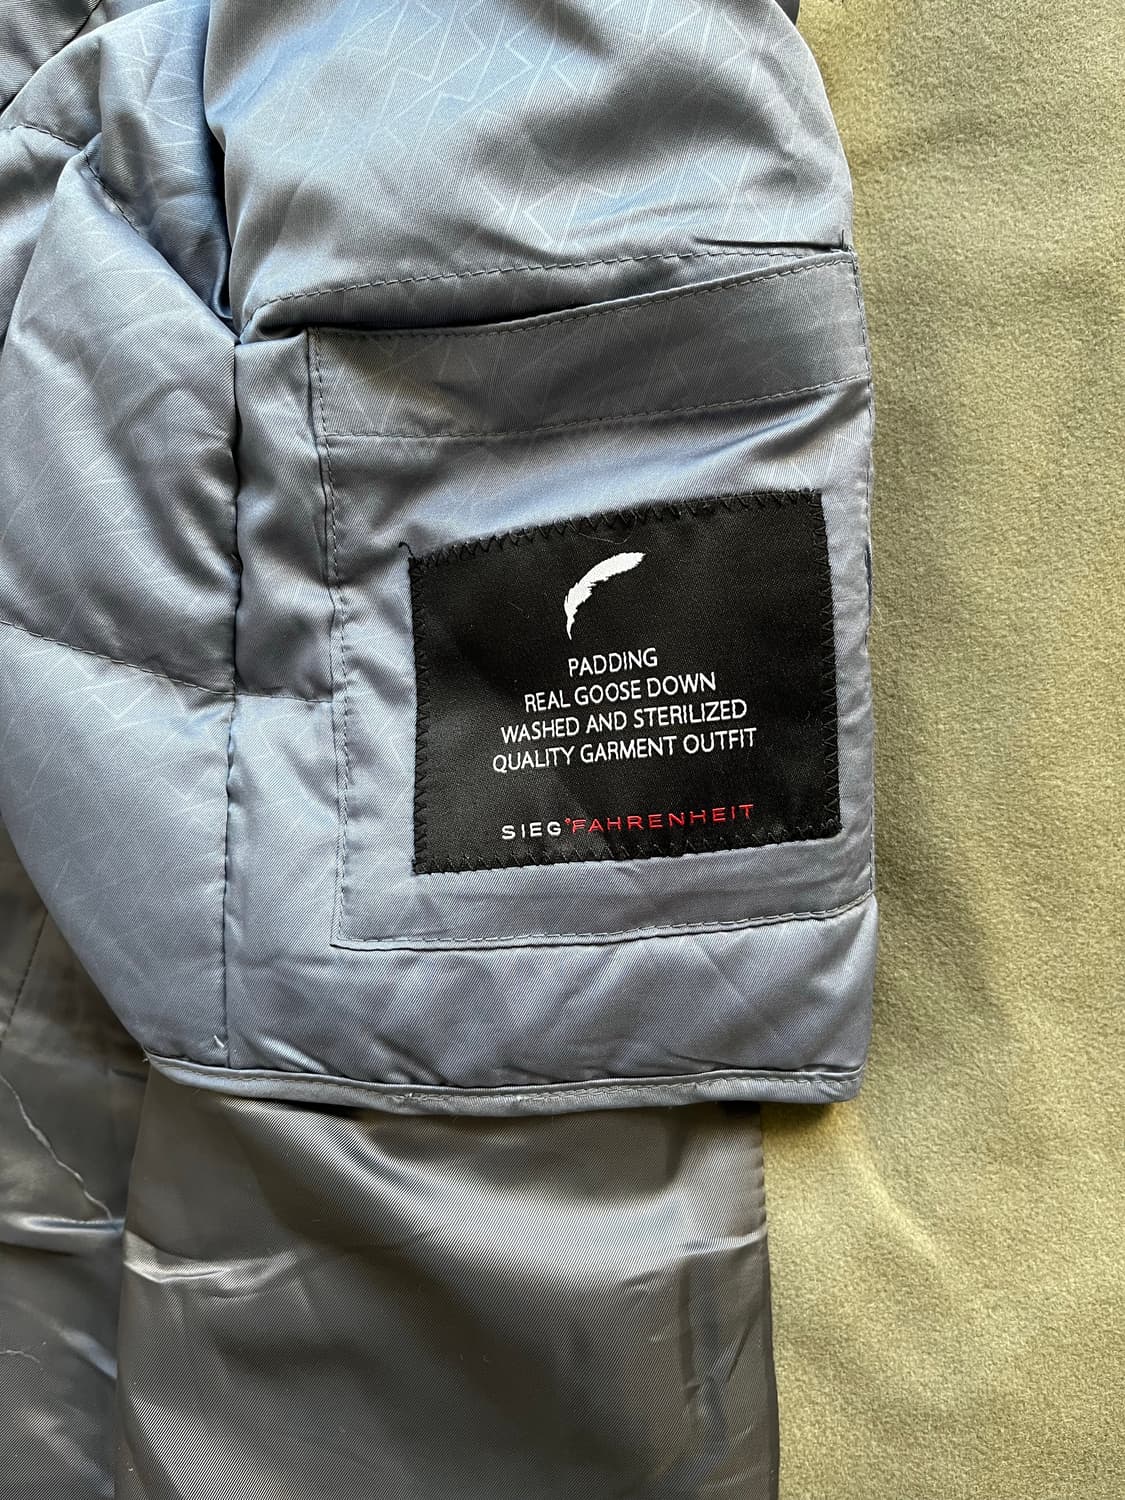 PADDING
REAL GOOSE DOWN
WASHED AND STERILIZED
QUALITY GARMENT OUTFIT
SIEG°FAHRENHEIT